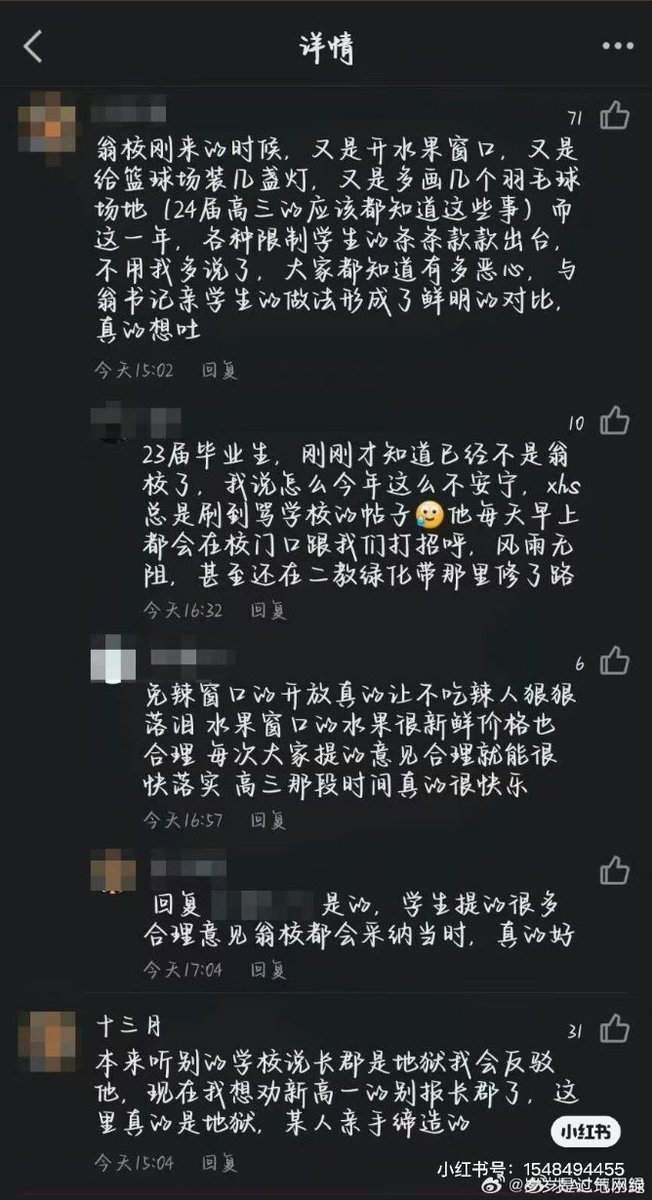 详情
71
翁校刚来的时候，又是开水果窗口，又是
给篮球场装几盏灯，又是多画几个羽毛球
场地（24届高三的应该都知道这些事）而
这一年，各种限制学生的条条款款出台，
不用我多说了，大家都知道有多恶心，与
翁书记亲学生的做法形成了鲜明的对比，
真的想吐
今天15:02 回复
10
23届毕业生，刚刚才知道已经不是翁
校了，我说怎么今年这么不安宁，xhs
总是刷到骂学校的帖子🥲他每天早上
都会在校门口跟我们打招呼，风雨无
阻，甚至还在二教绿化带那里修了路
今天16:32 回复
6
免辣窗口的开放真的让不吃辣人狠狠
落泪 水果窗口的水果很新鲜价格也
合理 每次大家提的意见合理就能很
快落实 高三那段时间真的很快乐
今天16:57 回复
回复 是的，学生提的很多
合理意见翁校都会采纳当时，真的好
今天17:04 回复
十三月
31
本来听别的学校说长郡是地狱我会反驳
他，现在我想劝新高一的别报长郡了，这
里真的是地狱，某人亲手缔造的
今天15:04 回复
小红书
小红书号：1548494455